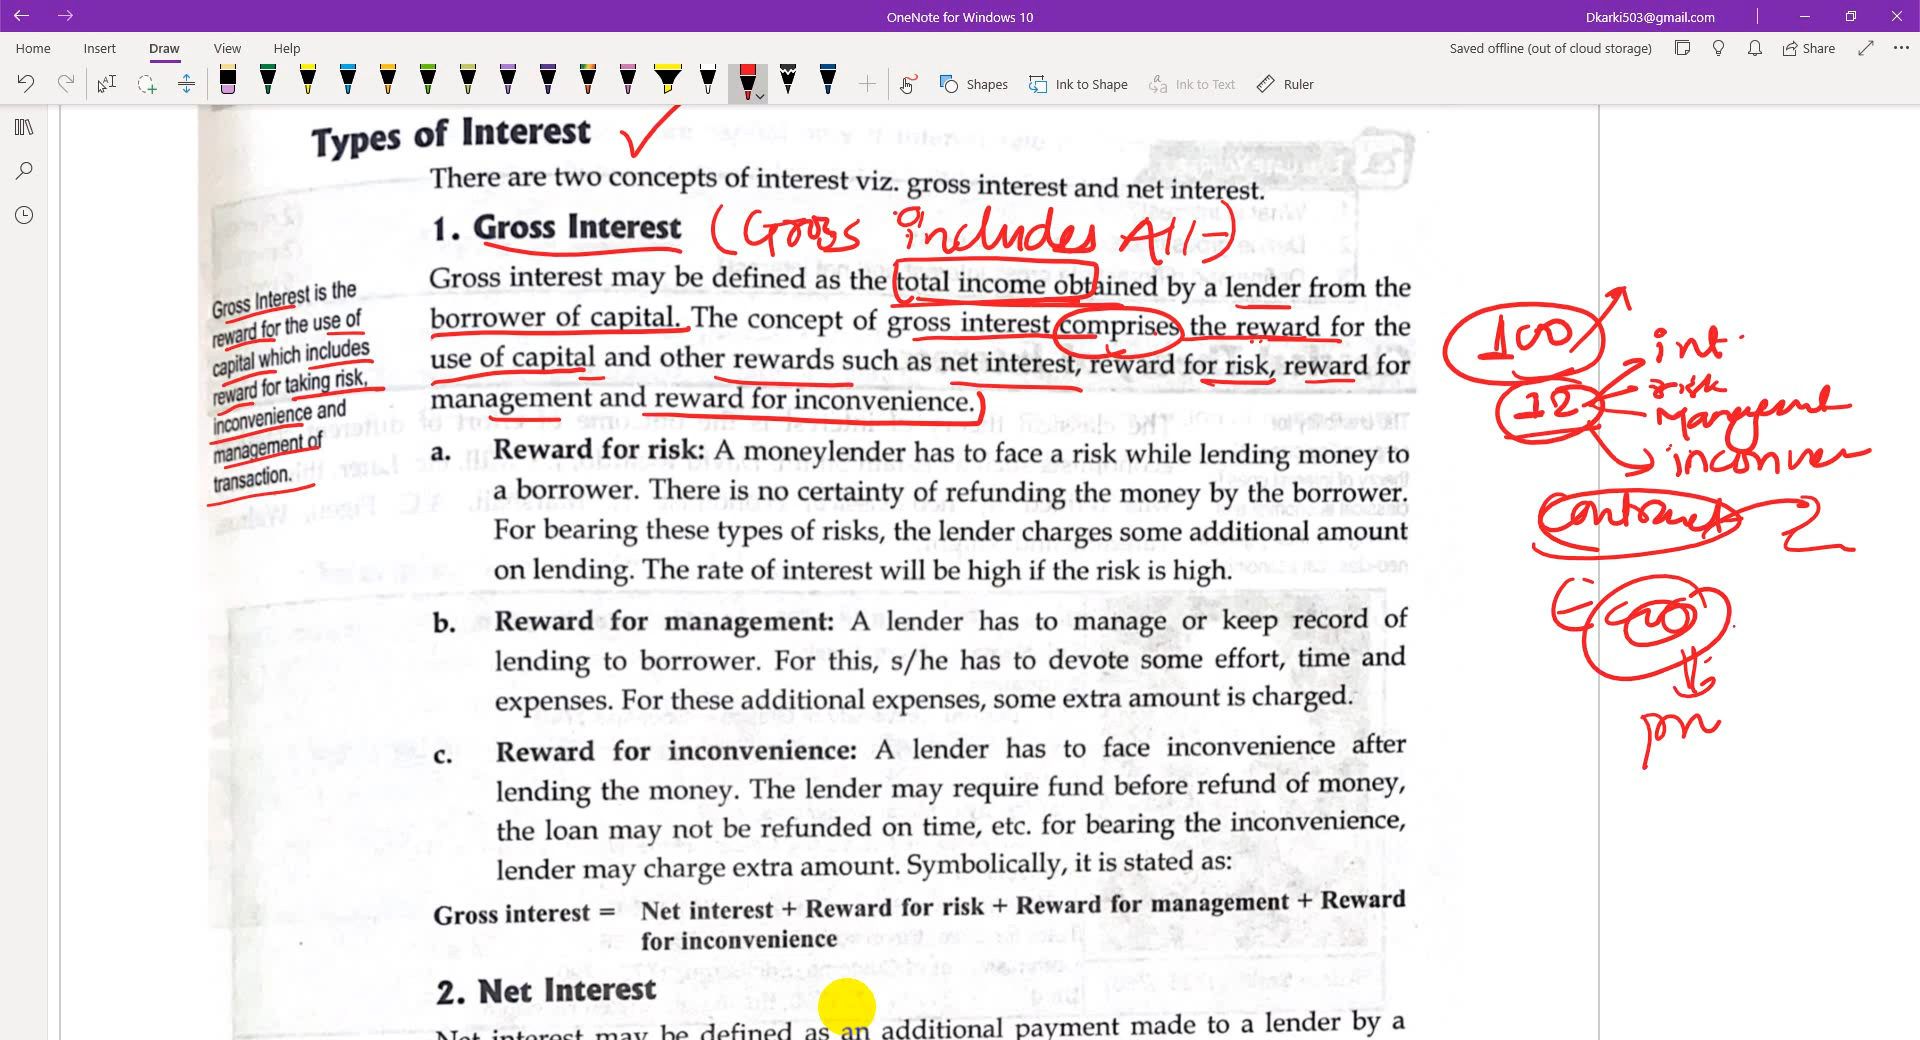 OneNote for Windows 10
Dkarki503@gmail.com
Home Insert Draw View Help
Saved offline (out of cloud storage)
Share
Shapes
Ink to Shape
Ink to Text
Ruler
Types of Interest
There are two concepts of interest viz. gross interest and net interest.
1. Gross Interest
(Gross includes All)
Gross interest may be defined as the total income obtained by a lender from the
borrower of capital. The concept of gross interest comprises the reward for the
use of capital and other rewards such as net interest, reward for risk, reward for
management and reward for inconvenience.
Gross Interest is the
reward for the use of
capital which includes
reward for taking risk,
inconvenience and
management of
transaction.
100
int.
risk
12
a. Reward for risk: A moneylender has to face a risk while lending money to
a borrower. There is no certainty of refunding the money by the borrower.
For bearing these types of risks, the lender charges some additional amount
on lending. The rate of interest will be high if the risk is high.
b. Reward for management: A lender has to manage or keep record of
lending to borrower. For this, s/he has to devote some effort, time and
expenses. For these additional expenses, some extra amount is charged.
c. Reward for inconvenience: A lender has to face inconvenience after
lending the money. The lender may require fund before refund of money,
the loan may not be refunded on time, etc. for bearing the inconvenience,
lender may charge extra amount. Symbolically, it is stated as:
Gross interest = Net interest + Reward for risk + Reward for management + Reward
for inconvenience
2. Net Interest
Net interest may be defined as an additional payment made to a lender by a